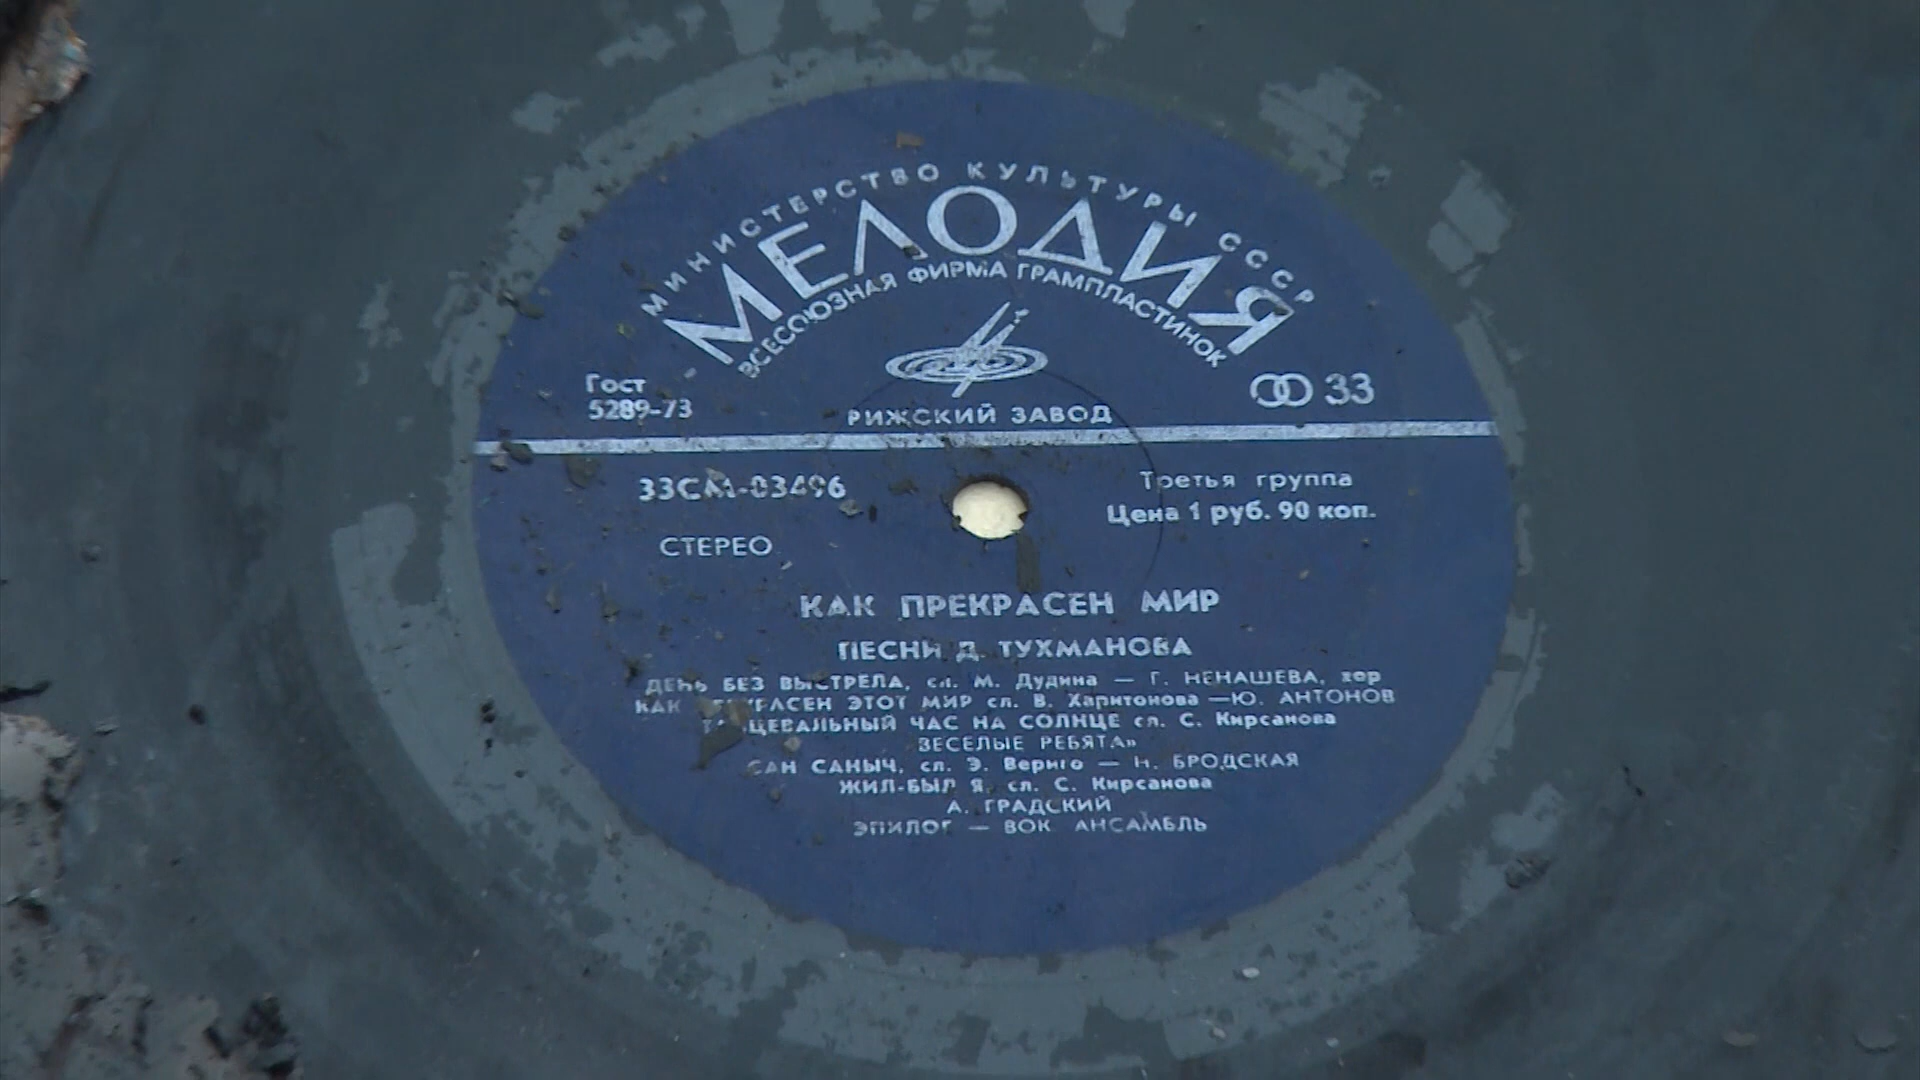 МИНИСТЕРСТВО КУЛЬТУРЫ СССР
МЕЛОДИЯ
ВСЕСОЮЗНАЯ ФИРМА ГРАМПЛАСТИНОК
Гост
5289-73
33
РИЖСКИЙ ЗАВОД
33СМ-03496
Третья группа
Цена 1 руб. 90 коп.
СТЕРЕО
КАК ПРЕКРАСЕН МИР
ПЕСНИ Д. ТУХМАНОВА
ДЕНЬ БЕЗ ВЫСТРЕЛА, сл. М. Дудина — Г. НЕНАШЕВА, хор
КАК ПРЕКРАСЕН ЭТОТ МИР сл. В. Харитонова — Ю. АНТОНОВ
ТАНЦЕВАЛЬНЫЙ ЧАС НА СОЛНЦЕ сл. С. Кирсанова
ВЕСЕЛЫЕ РЕБЯТА»
САН САНЫЧ, сл. Э. Вериго — Н. БРОДСКАЯ
ЖИЛ-БЫЛ Я, сл. С. Кирсанова
А. ГРАДСКИЙ
ЭПИЛОГ — ВОК АНСАМБЛЬ